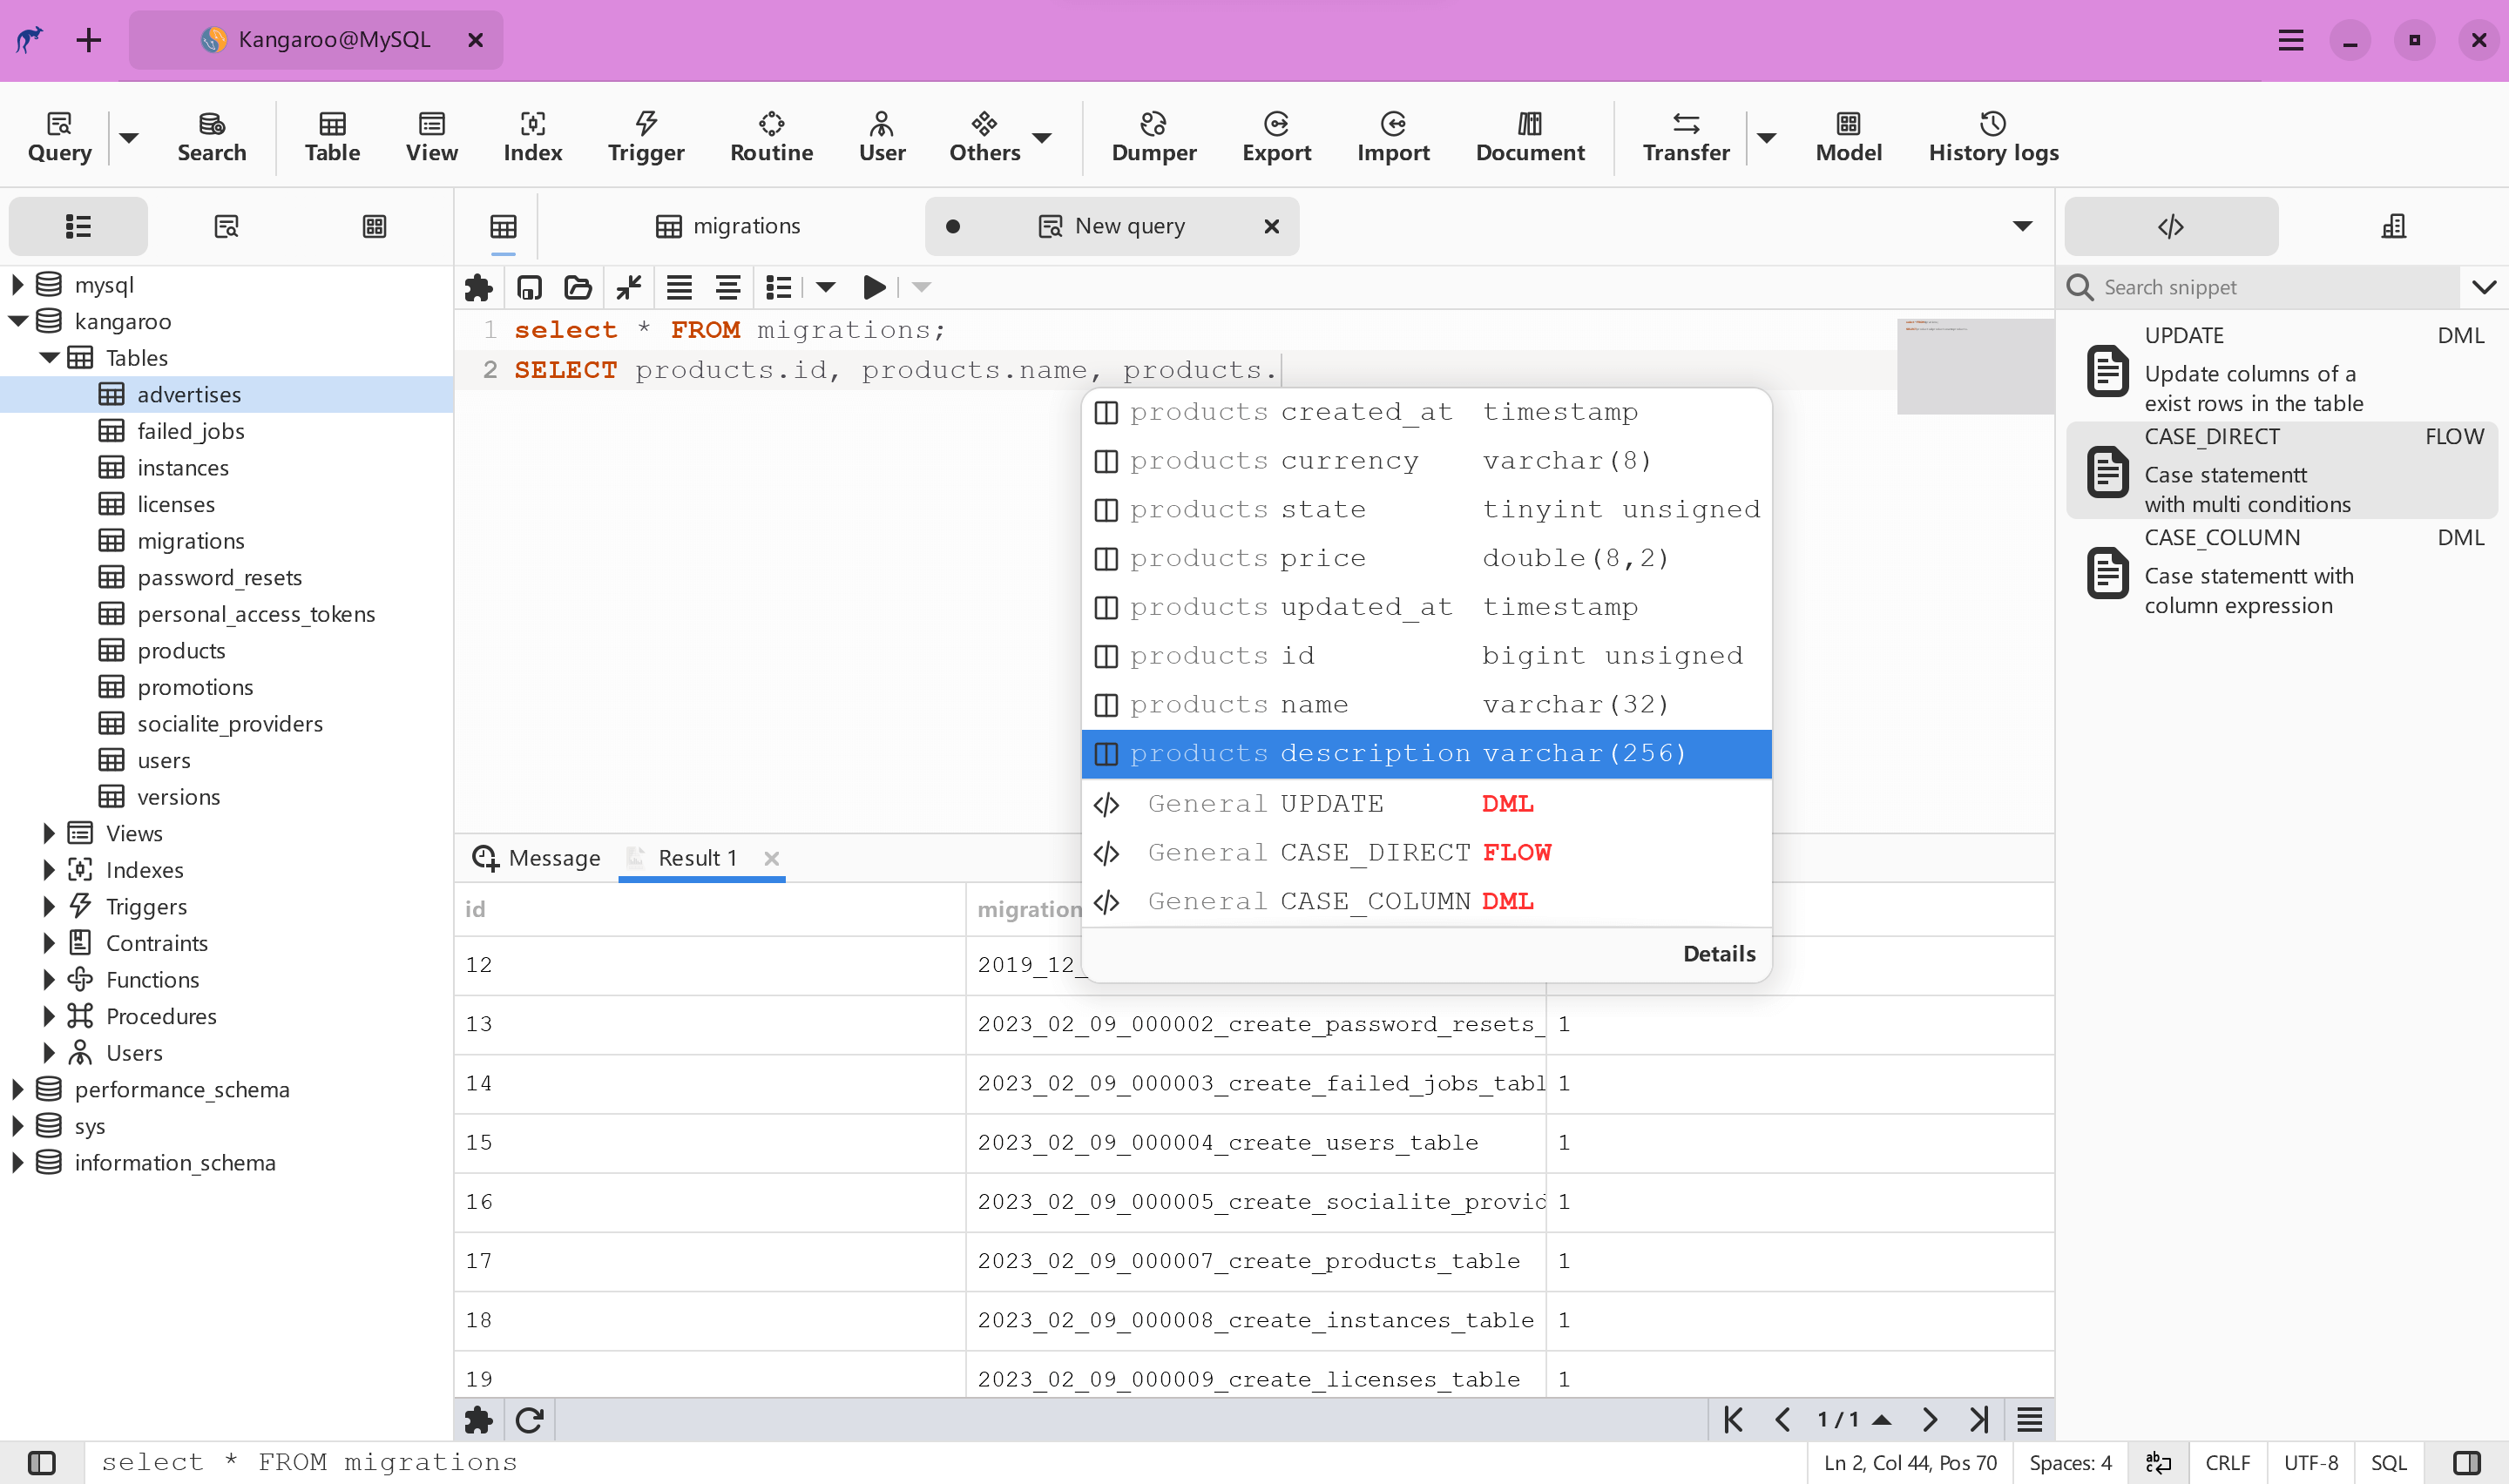 Kangaroo@MySQL
Query Search Table View Index Trigger Routine User Others Dumper Export Import Document Transfer Model History logs
migrations
New query
Search snippet
mysql
kangaroo
Tables
advertises
failed_jobs
instances
licenses
migrations
password_resets
personal_access_tokens
products
promotions
socialite_providers
users
versions
Views
Indexes
Triggers
Contraints
Functions
Procedures
Users
performance_schema
sys
information_schema
1 select * FROM migrations;
2 SELECT products.id, products.name, products.
products created_at timestamp
products currency varchar(8)
products state tinyint unsigned
products price double(8,2)
products updated_at timestamp
products id bigint unsigned
products name varchar(32)
products description varchar(256)
General UPDATE DML
General CASE_DIRECT FLOW
General CASE_COLUMN DML
Details
UPDATE DML
Update columns of a
exist rows in the table
CASE_DIRECT FLOW
Case statementt
with multi conditions
CASE_COLUMN DML
Case statementt with
column expression
Message Result 1
id migration
12 2019_12_
13 2023_02_09_000002_create_password_resets_ 1
14 2023_02_09_000003_create_failed_jobs_tabl 1
15 2023_02_09_000004_create_users_table 1
16 2023_02_09_000005_create_socialite_provid 1
17 2023_02_09_000007_create_products_table 1
18 2023_02_09_000008_create_instances_table 1
19 2023_02_09_000009_create_licenses_table 1
1 / 1
select * FROM migrations
Ln 2, Col 44, Pos 70 Spaces: 4 CRLF UTF-8 SQL